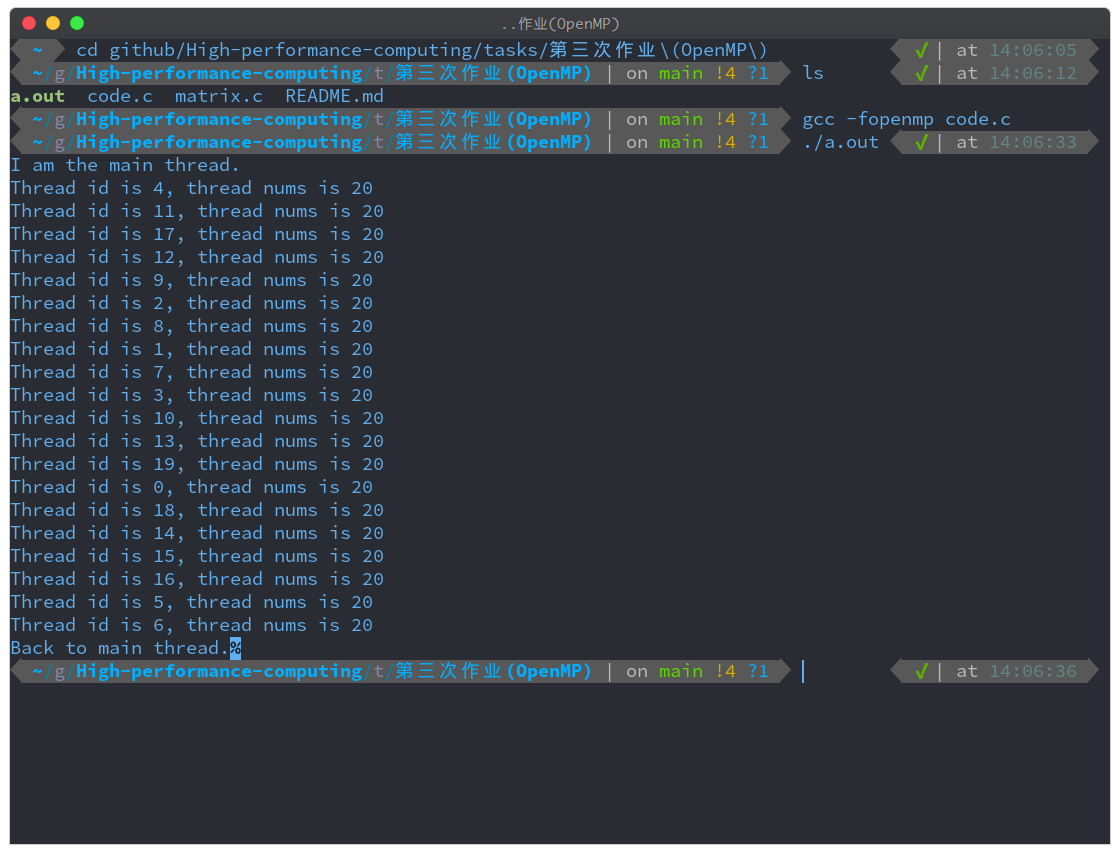 ..作业(OpenMP)
~ cd github/High-performance-computing/tasks/第三次作业\(OpenMP\) ✓ | at 14:06:05
~/g/High-performance-computing/t/第三次作业(OpenMP) | on main !4 ?1 ls ✓ | at 14:06:12
a.out code.c matrix.c README.md
~/g/High-performance-computing/t/第三次作业(OpenMP) | on main !4 ?1 gcc -fopenmp code.c
~/g/High-performance-computing/t/第三次作业(OpenMP) | on main !4 ?1 ./a.out ✓ | at 14:06:33
I am the main thread.
Thread id is 4, thread nums is 20
Thread id is 11, thread nums is 20
Thread id is 17, thread nums is 20
Thread id is 12, thread nums is 20
Thread id is 9, thread nums is 20
Thread id is 2, thread nums is 20
Thread id is 8, thread nums is 20
Thread id is 1, thread nums is 20
Thread id is 7, thread nums is 20
Thread id is 3, thread nums is 20
Thread id is 10, thread nums is 20
Thread id is 13, thread nums is 20
Thread id is 19, thread nums is 20
Thread id is 0, thread nums is 20
Thread id is 18, thread nums is 20
Thread id is 14, thread nums is 20
Thread id is 15, thread nums is 20
Thread id is 16, thread nums is 20
Thread id is 5, thread nums is 20
Thread id is 6, thread nums is 20
Back to main thread.%
~/g/High-performance-computing/t/第三次作业(OpenMP) | on main !4 ?1 ✓ | at 14:06:36